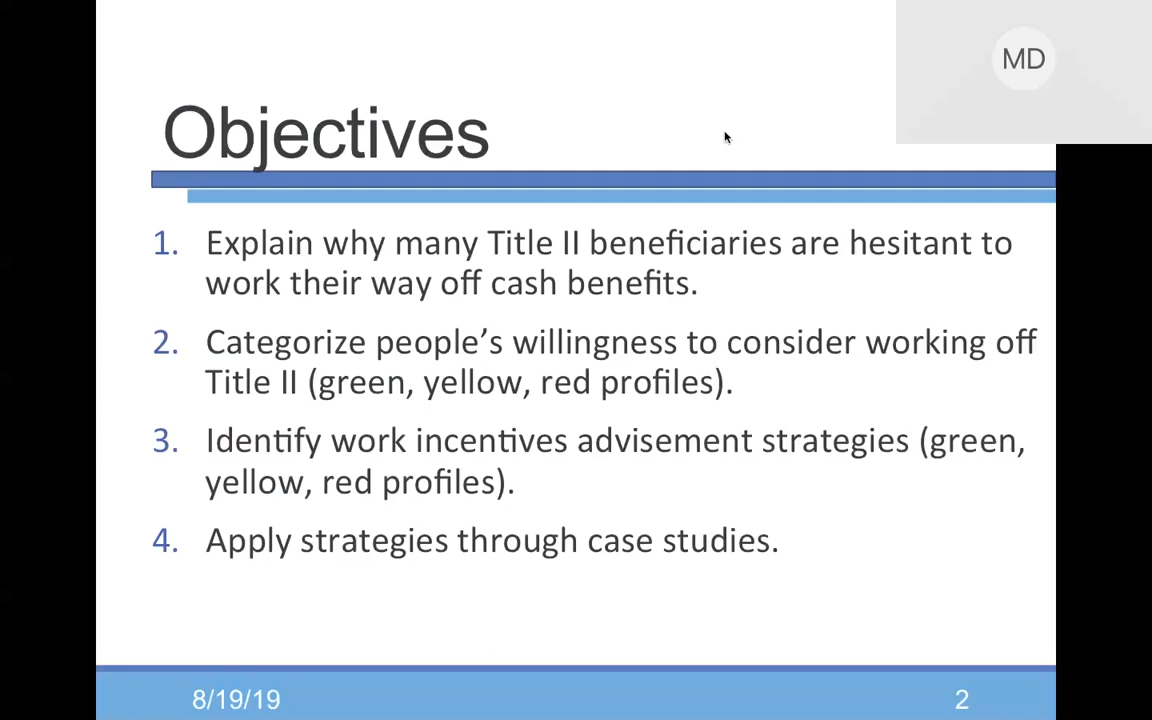 MD
Objectives
1. Explain why many Title II beneficiaries are hesitant to
work their way off cash benefits.
2. Categorize people’s willingness to consider working off
Title II (green, yellow, red profiles).
3. Identify work incentives advisement strategies (green,
yellow, red profiles).
4. Apply strategies through case studies.
8/19/19
2